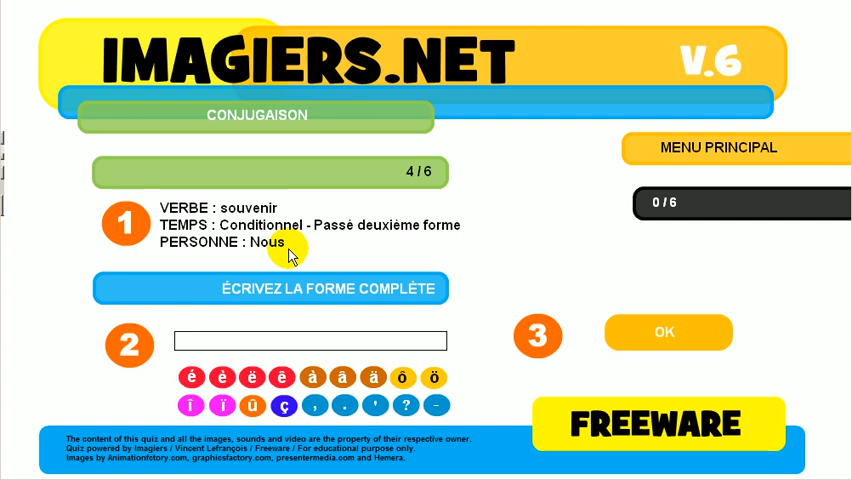 IMAGIERS.NET
V.6
CONJUGAISON
MENU PRINCIPAL
4 / 6
0 / 6
1
VERBE : souvenir
TEMPS : Conditionnel - Passé deuxième forme
PERSONNE : Nous
ÉCRIVEZ LA FORME COMPLÈTE
2
3
OK
é è ë ê à â ä ô ö
î ï û ç , . ' ? -
FREEWARE
The content of this quiz and all the images, sounds and video are the property of their respective owner.
Quiz powered by Imagiers / Vincent Lefrançois / Freeware / For educational purpose only.
Images by Animationfctory.com, graphicsfactory.com, presentermedia.com and Hemera.